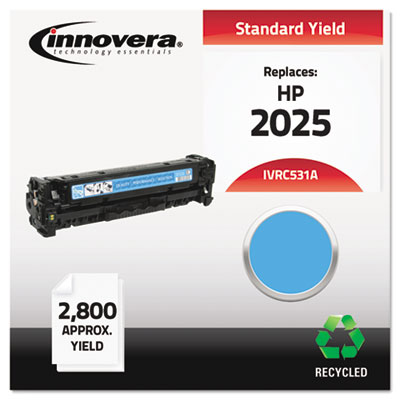 innovera
technology essentials
Standard Yield
Replaces:
HP
2025
IVRC531A
2,800
APPROX.
YIELD
RECYCLED